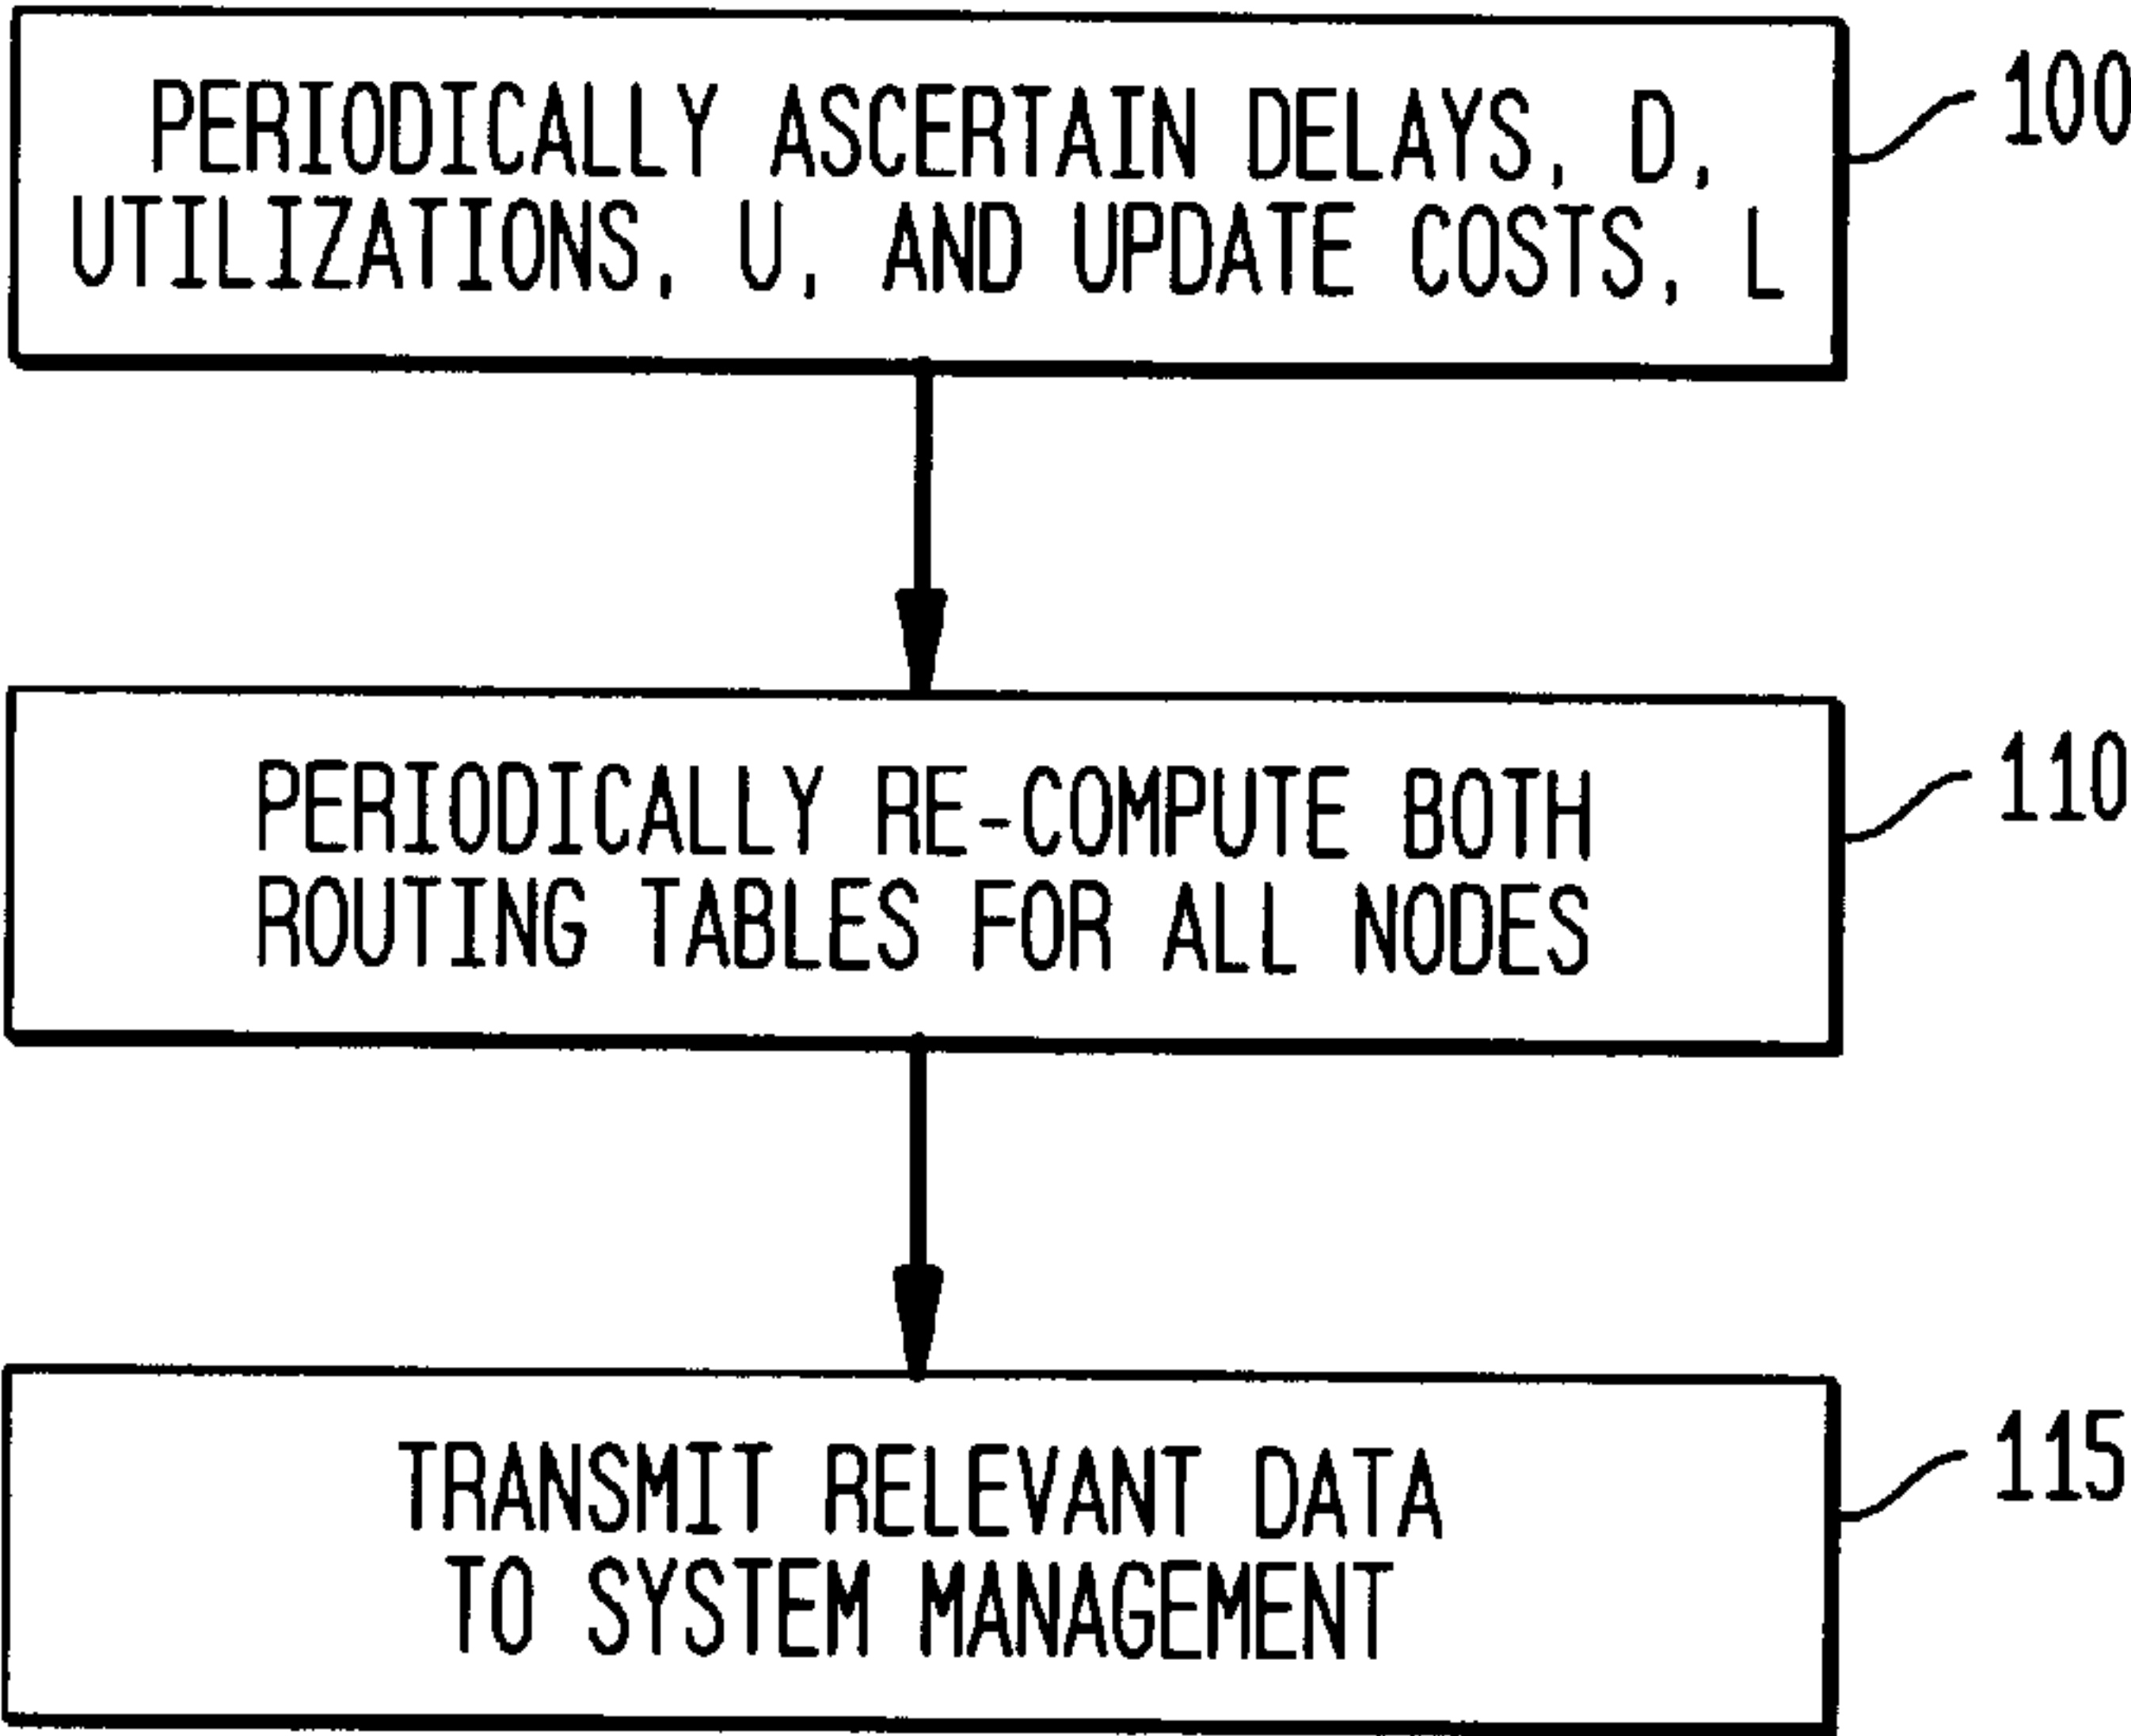 PERIODICALLY ASCERTAIN DELAYS, D,
UTILIZATIONS, U, AND UPDATE COSTS, L
100
PERIODICALLY RE-COMPUTE BOTH
ROUTING TABLES FOR ALL NODES
110
TRANSMIT RELEVANT DATA
TO SYSTEM MANAGEMENT
115